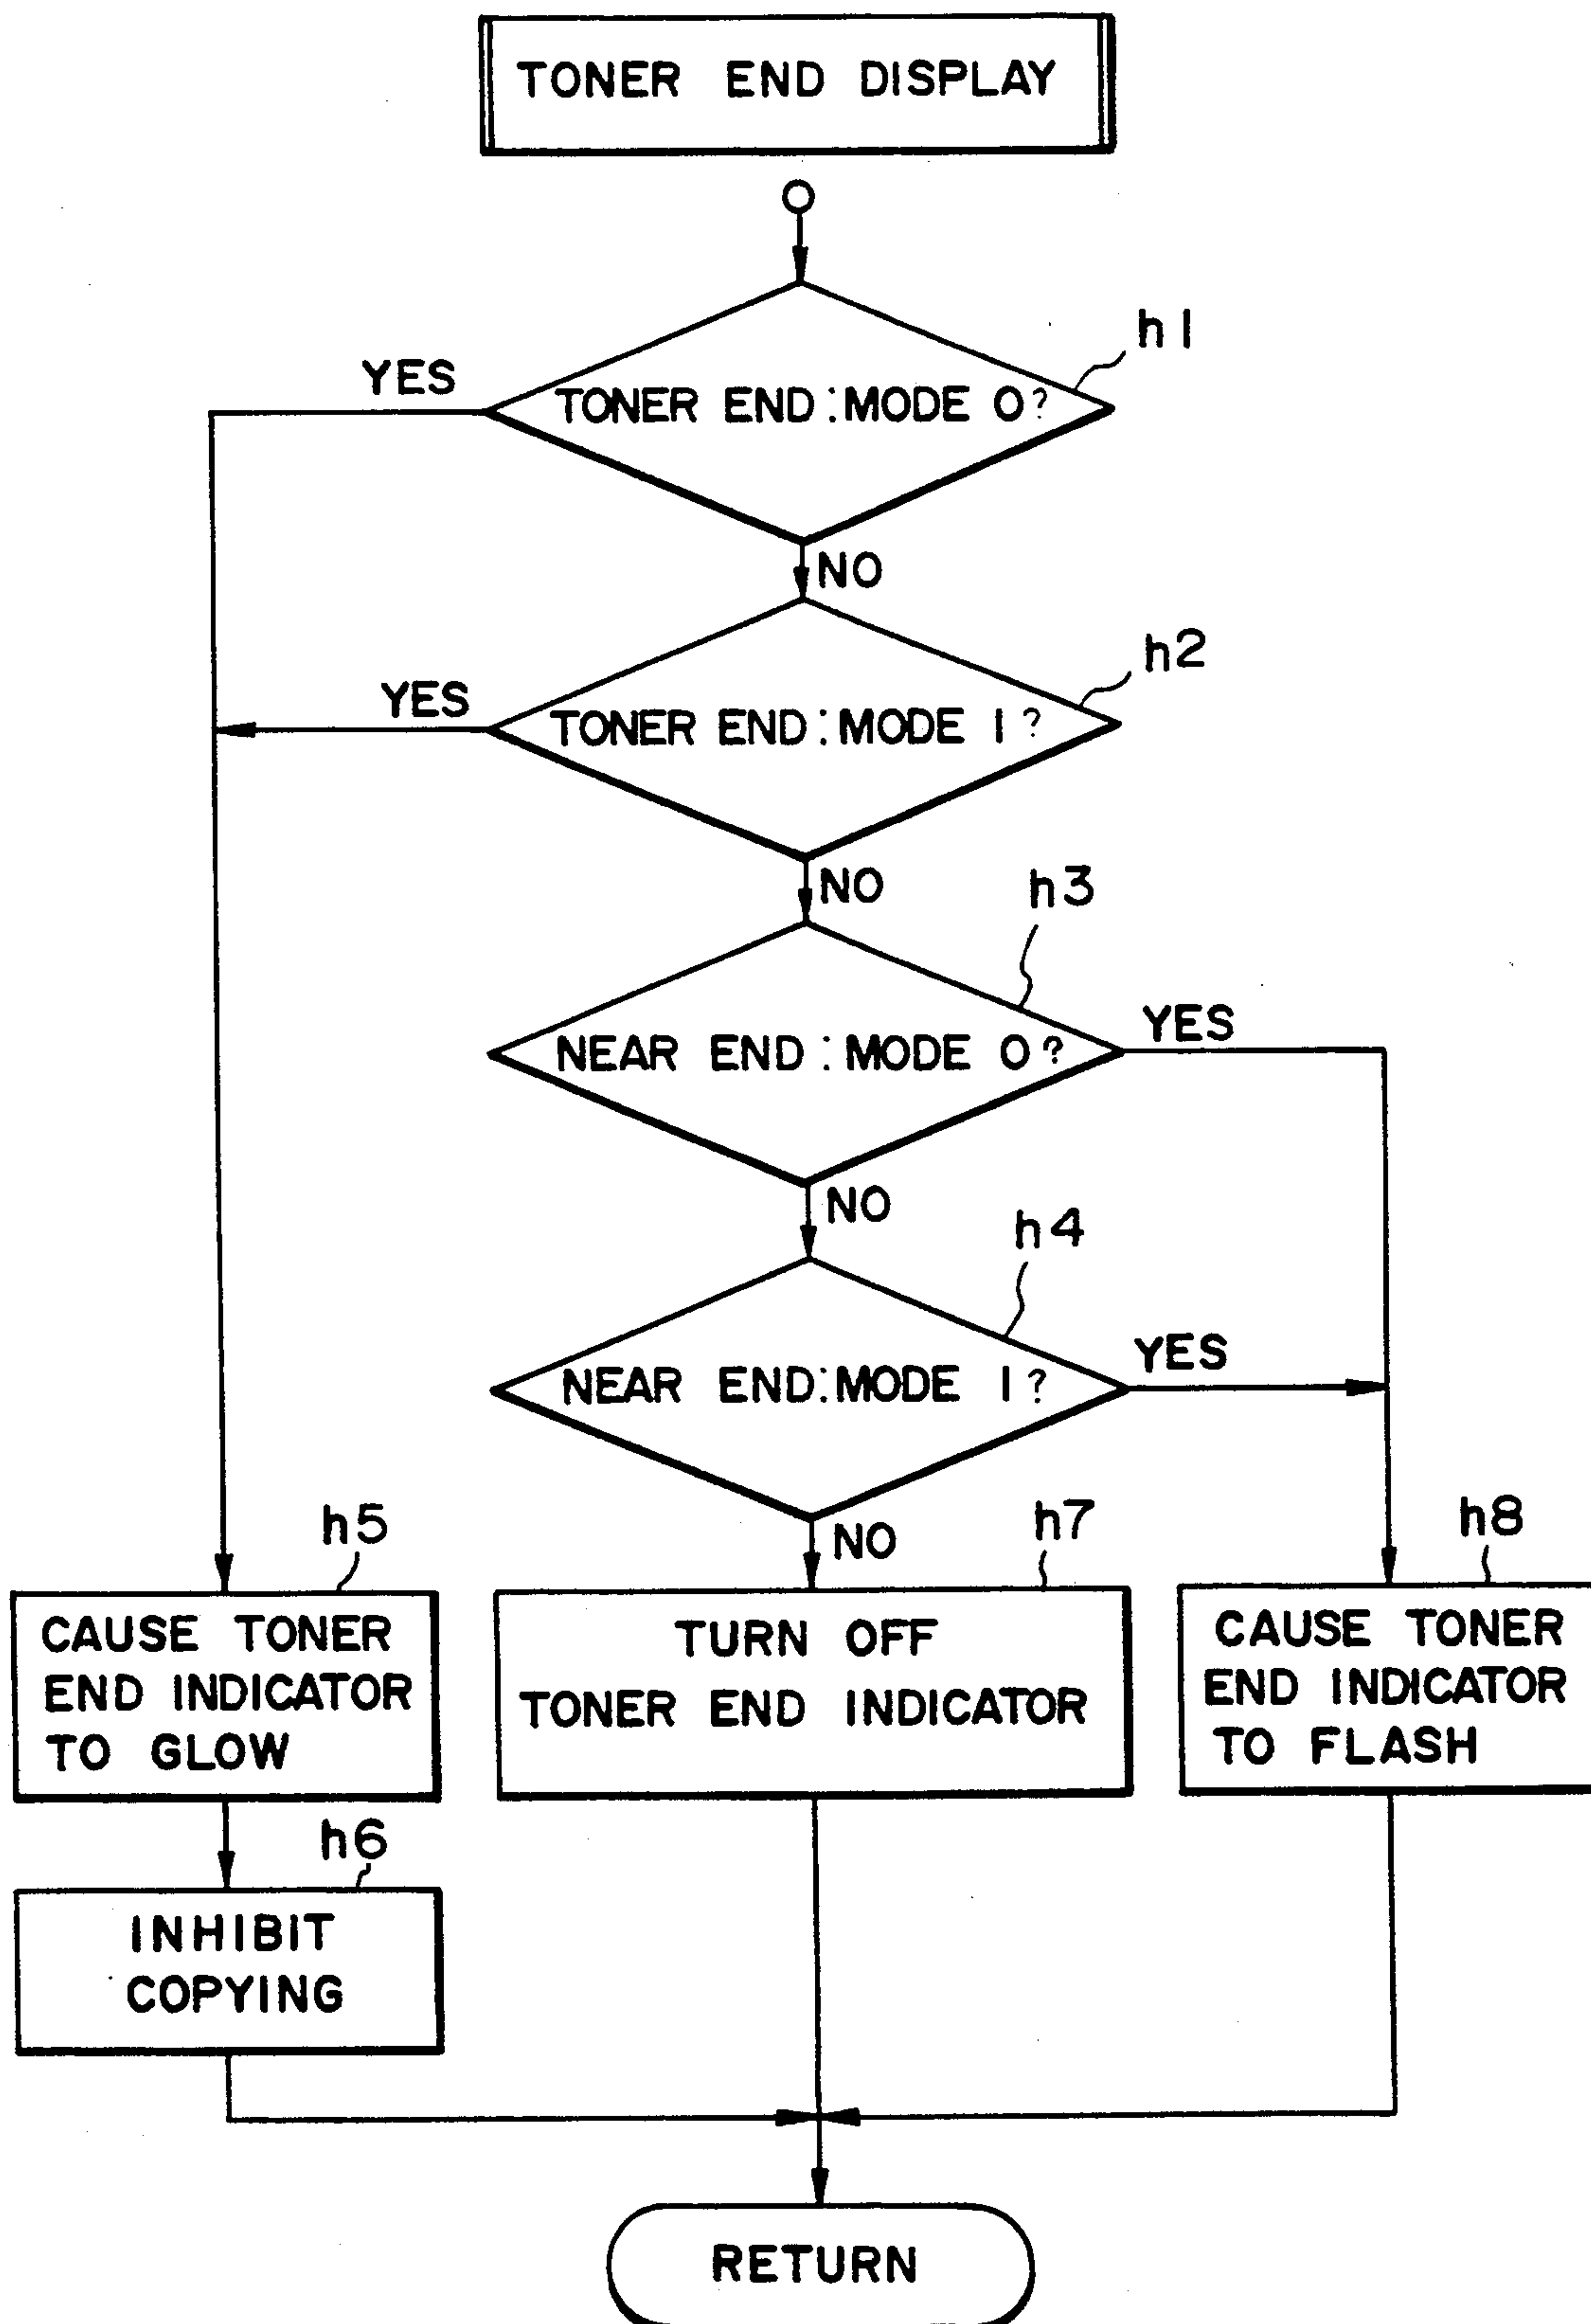 TONER END DISPLAY
h1
YES
TONER END:MODE 0?
NO
h2
YES
TONER END:MODE 1?
NO
h3
NEAR END:MODE 0?
YES
NO
h4
NEAR END:MODE 1?
YES
NO
h5
CAUSE TONER
END INDICATOR
TO GLOW
h6
INHIBIT
COPYING
h7
TURN OFF
TONER END INDICATOR
h8
CAUSE TONER
END INDICATOR
TO FLASH
RETURN